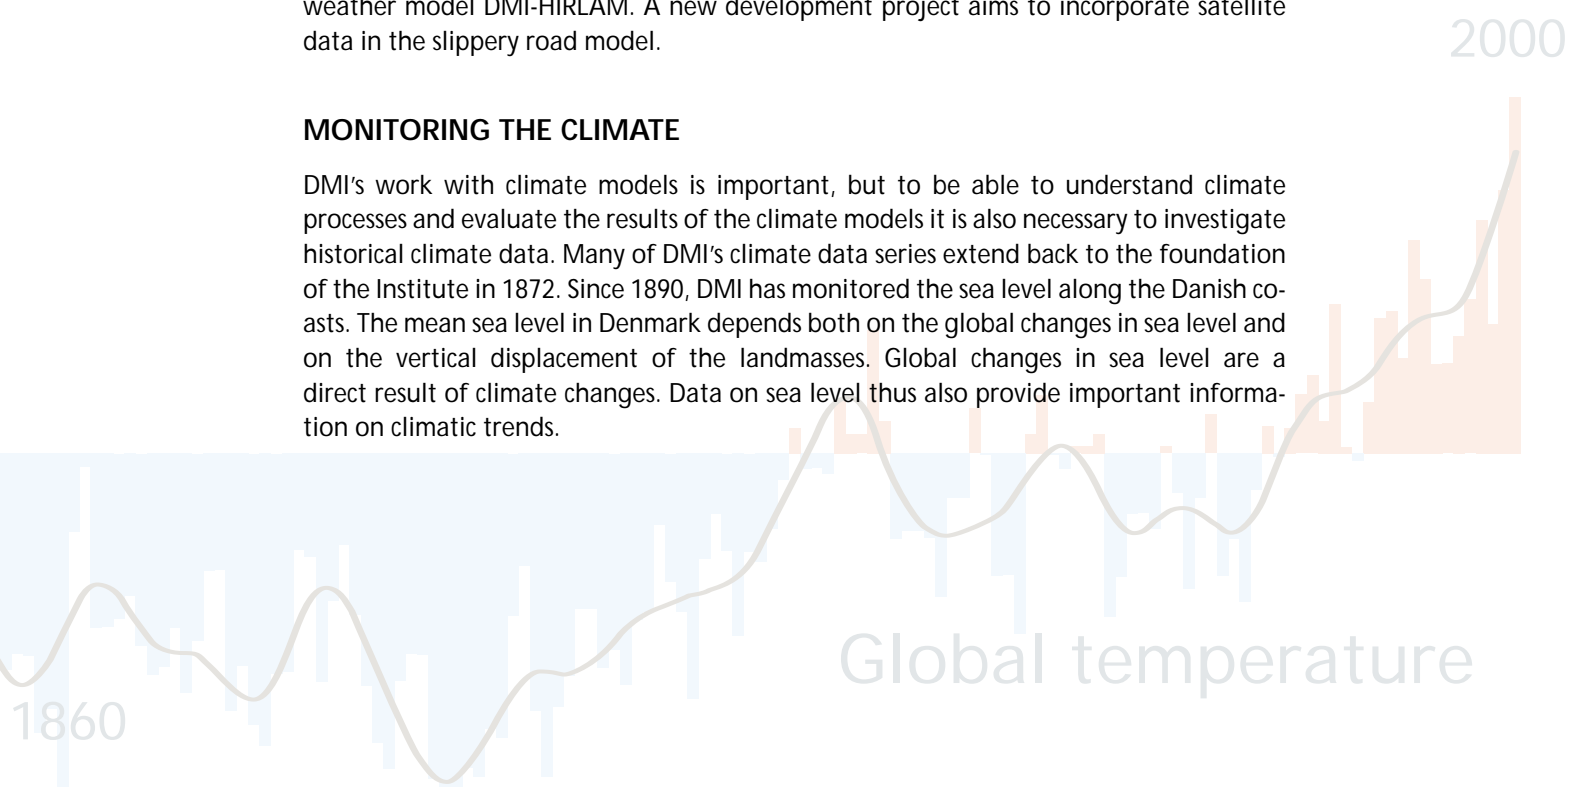 weather model DMI-HIRLAM. A new development project aims to incorporate satellite
data in the slippery road model.
2000
MONITORING THE CLIMATE
DMI's work with climate models is important, but to be able to understand climate
processes and evaluate the results of the climate models it is also necessary to investigate
historical climate data. Many of DMI's climate data series extend back to the foundation
of the Institute in 1872. Since 1890, DMI has monitored the sea level along the Danish co-
asts. The mean sea level in Denmark depends both on the global changes in sea level and
on the vertical displacement of the landmasses. Global changes in sea level are a
direct result of climate changes. Data on sea level thus also provide important informa-
tion on climatic trends.
Global temperature
1860